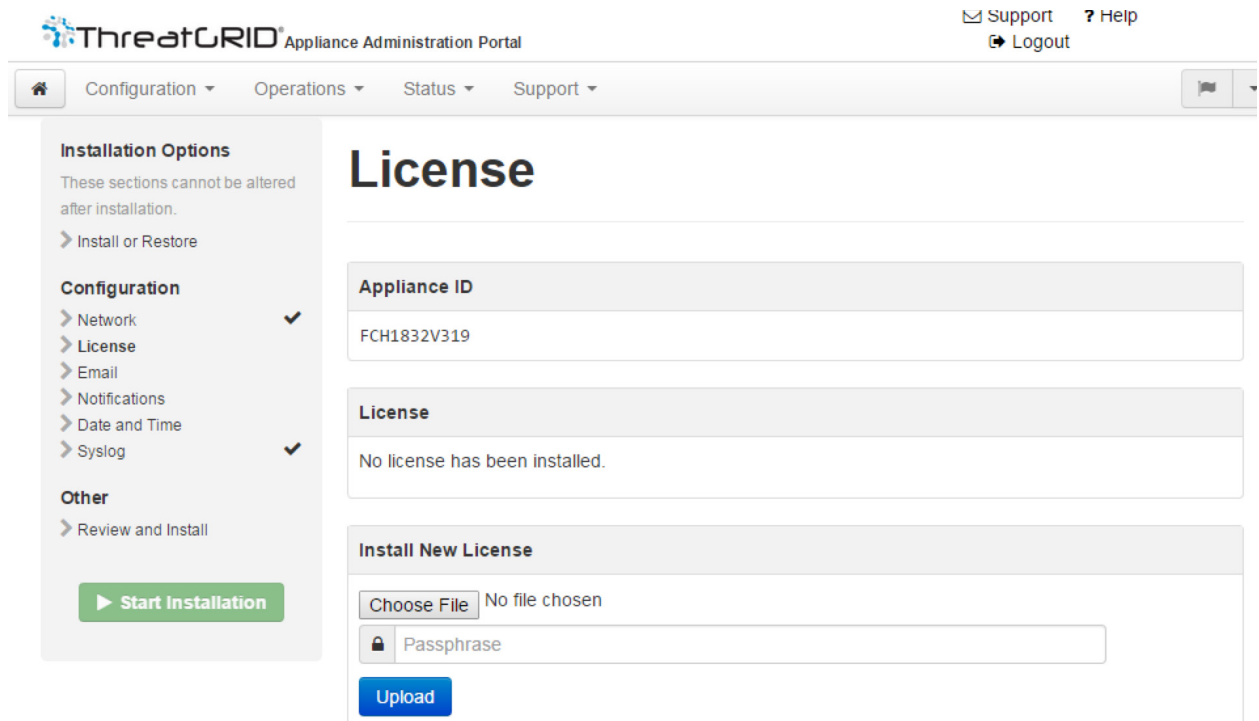 ThreatGRID® Appliance Administration Portal
Support ? Help
Logout
Configuration Operations Status Support
Installation Options
These sections cannot be altered
after installation.
Install or Restore
Configuration
Network
License
Email
Notifications
Date and Time
Syslog
Other
Review and Install
Start Installation
License
Appliance ID
FCH1832V319
License
No license has been installed.
Install New License
Choose File No file chosen
Passphrase
Upload